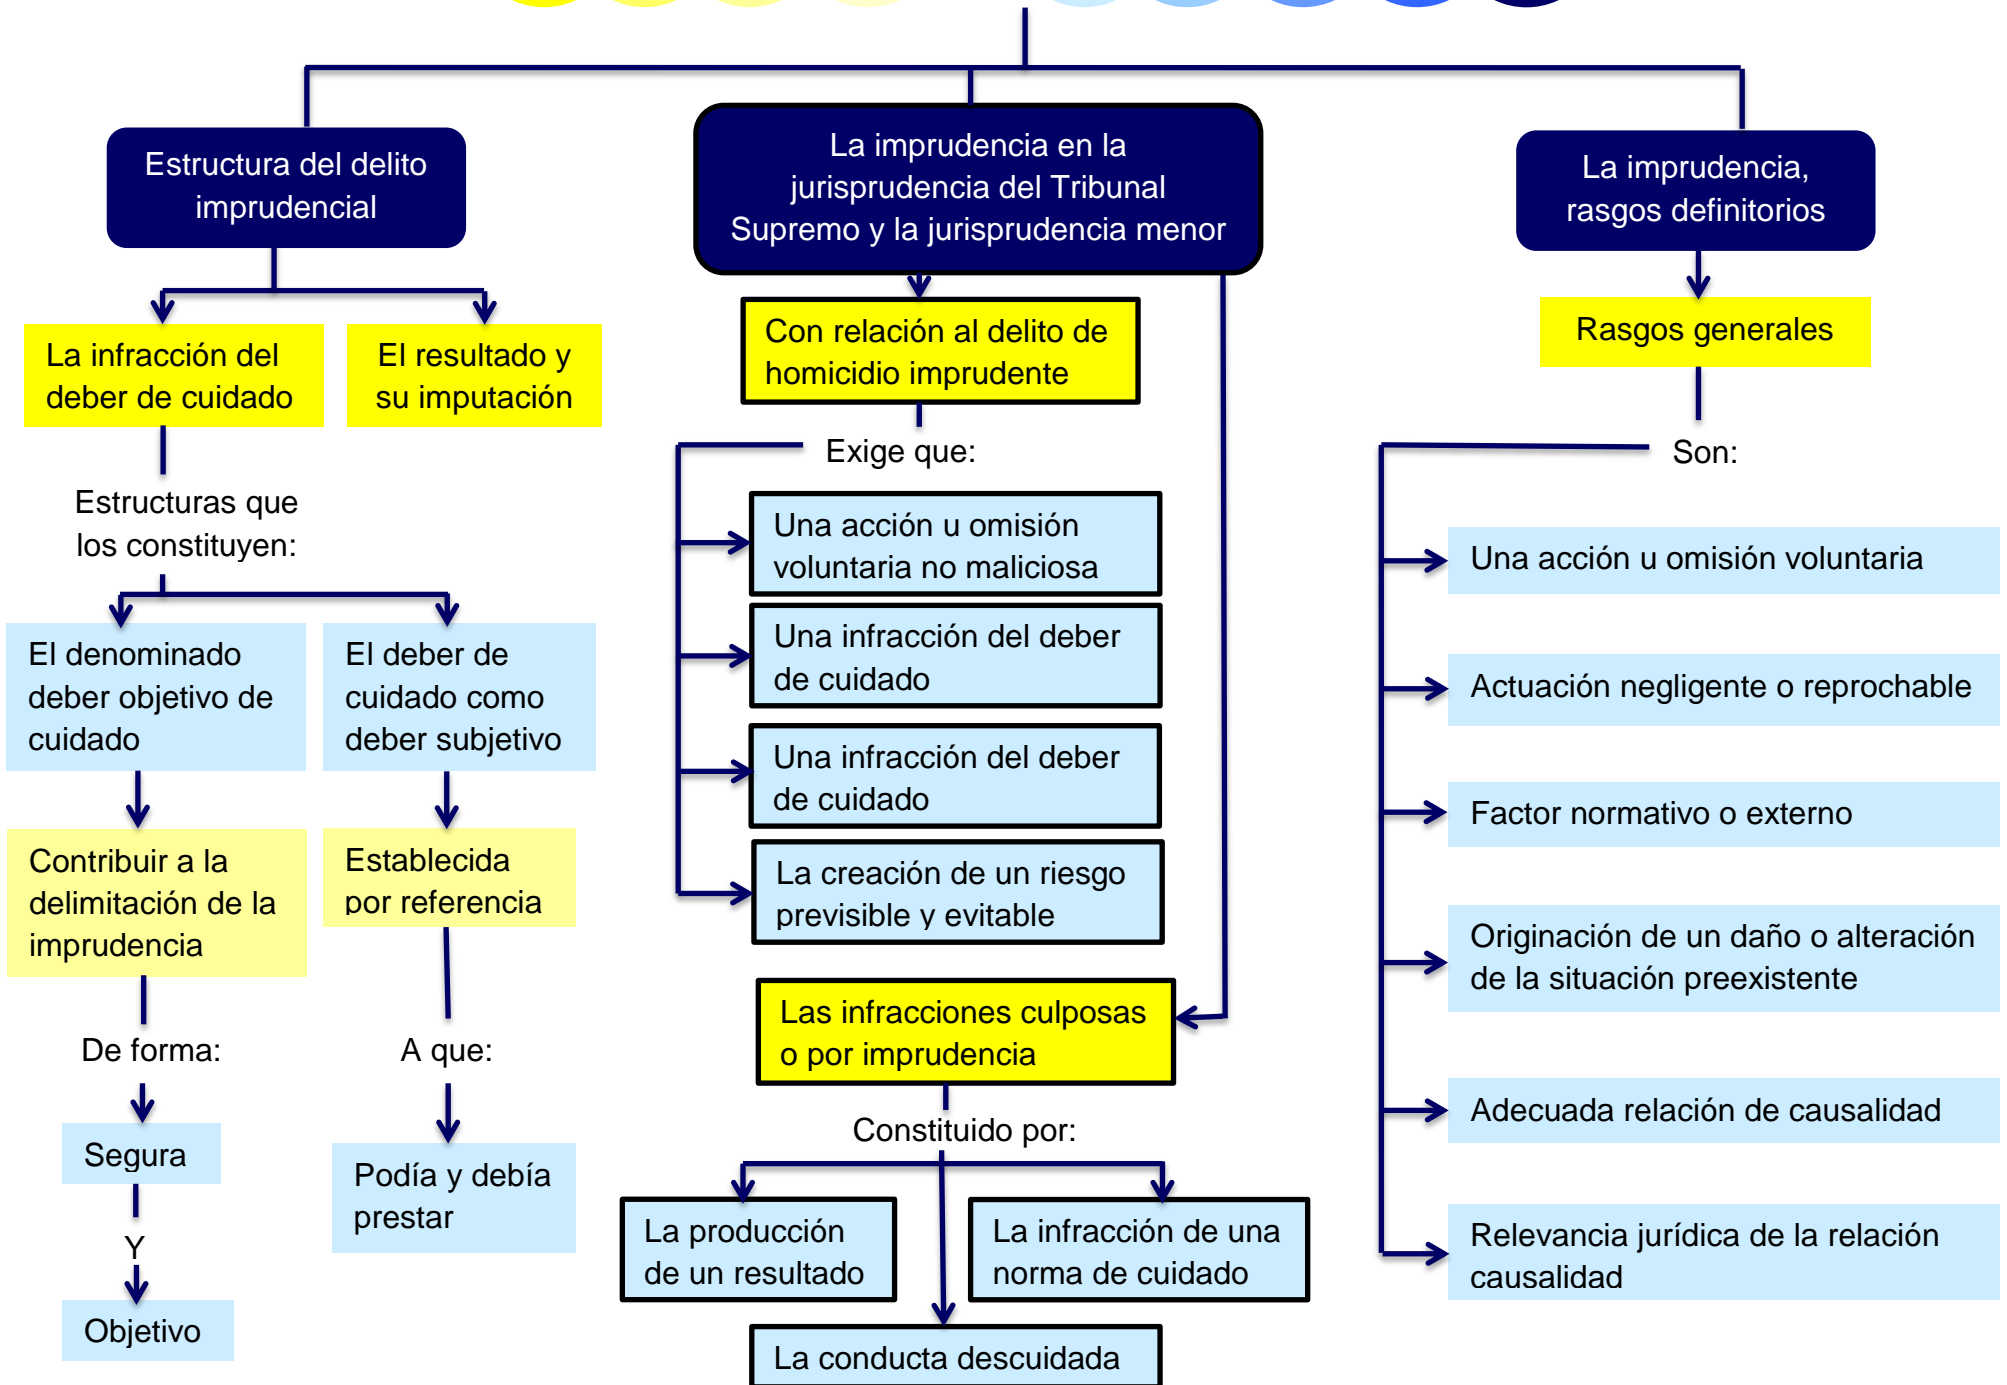 Estructura del delito
imprudencial
La infracción del
deber de cuidado
El resultado y
su imputación
Estructuras que
los constituyen:
El denominado
deber objetivo de
cuidado
El deber de
cuidado como
deber subjetivo
Contribuir a la
delimitación de la
imprudencia
Establecida
por referencia
De forma:
A que:
Segura
Y
Objetivo
Podía y debía
prestar
La imprudencia en la
jurisprudencia del Tribunal
Supremo y la jurisprudencia menor
Con relación al delito de
homicidio imprudente
Exige que:
Una acción u omisión
voluntaria no maliciosa
Una infracción del deber
de cuidado
Una infracción del deber
de cuidado
La creación de un riesgo
previsible y evitable
Las infracciones culposas
o por imprudencia
Constituido por:
La producción
de un resultado
La infracción de una
norma de cuidado
La conducta descuidada
La imprudencia,
rasgos definitorios
Rasgos generales
Son:
Una acción u omisión voluntaria
Actuación negligente o reprochable
Factor normativo o externo
Originación de un daño o alteración
de la situación preexistente
Adecuada relación de causalidad
Relevancia jurídica de la relación
causalidad